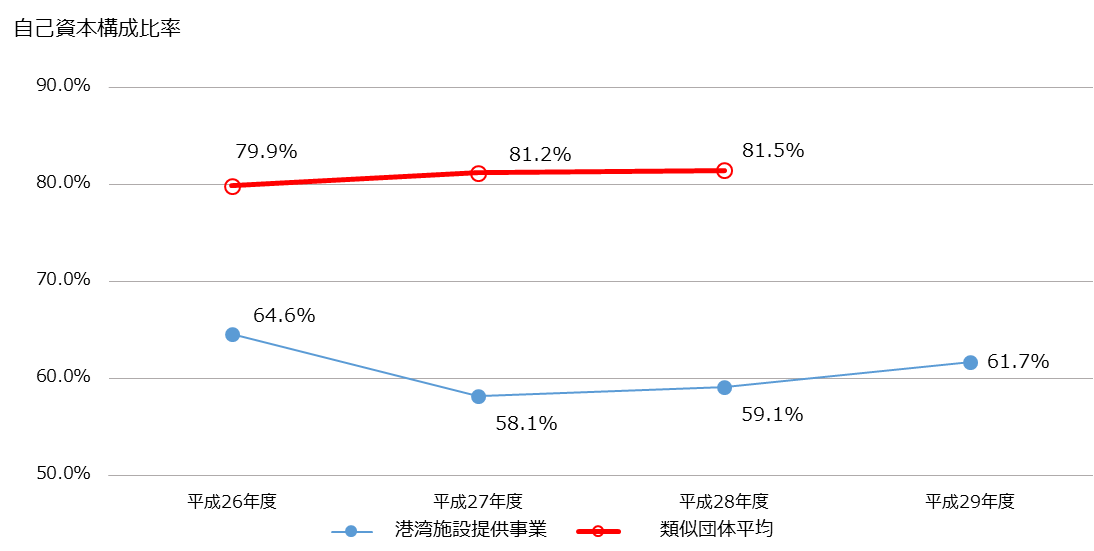 自己資本構成比率
90.0%
79.9%
81.2%
81.5%
80.0%
70.0%
64.6%
61.7%
60.0%
58.1%
59.1%
50.0%
平成26年度
平成27年度
平成28年度
平成29年度
港湾施設提供事業
類似団体平均